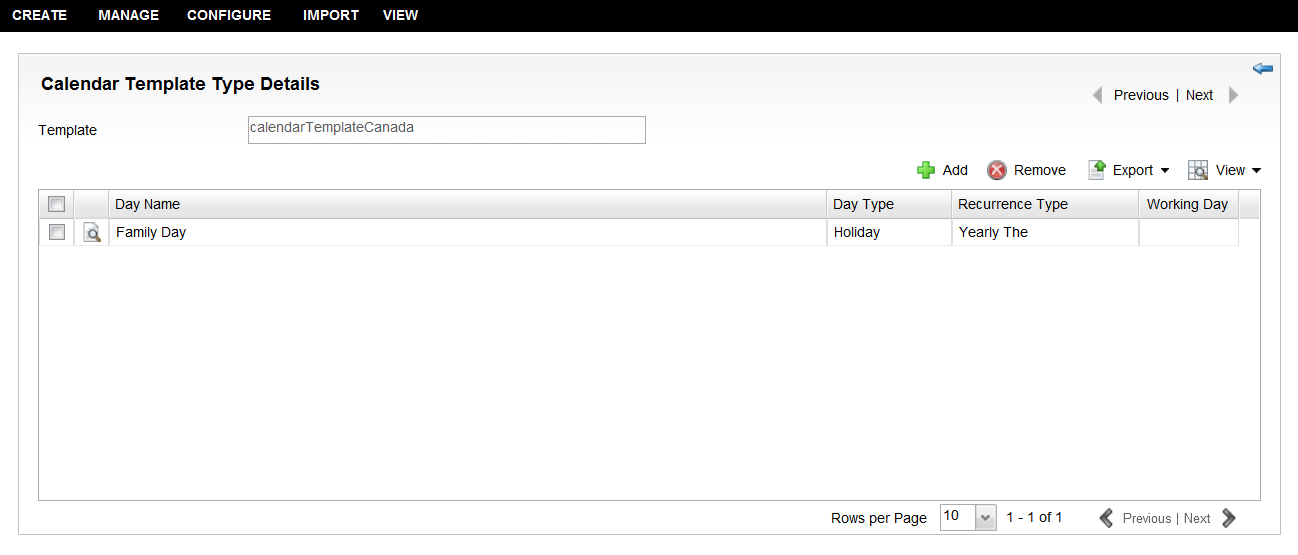 CREATE MANAGE CONFIGURE IMPORT VIEW
Calendar Template Type Details
Previous | Next
Template calendarTemplateCanada
Add Remove Export View
Day Name Day Type Recurrence Type Working Day
Family Day Holiday Yearly The
Rows per Page 10 1 - 1 of 1 Previous | Next